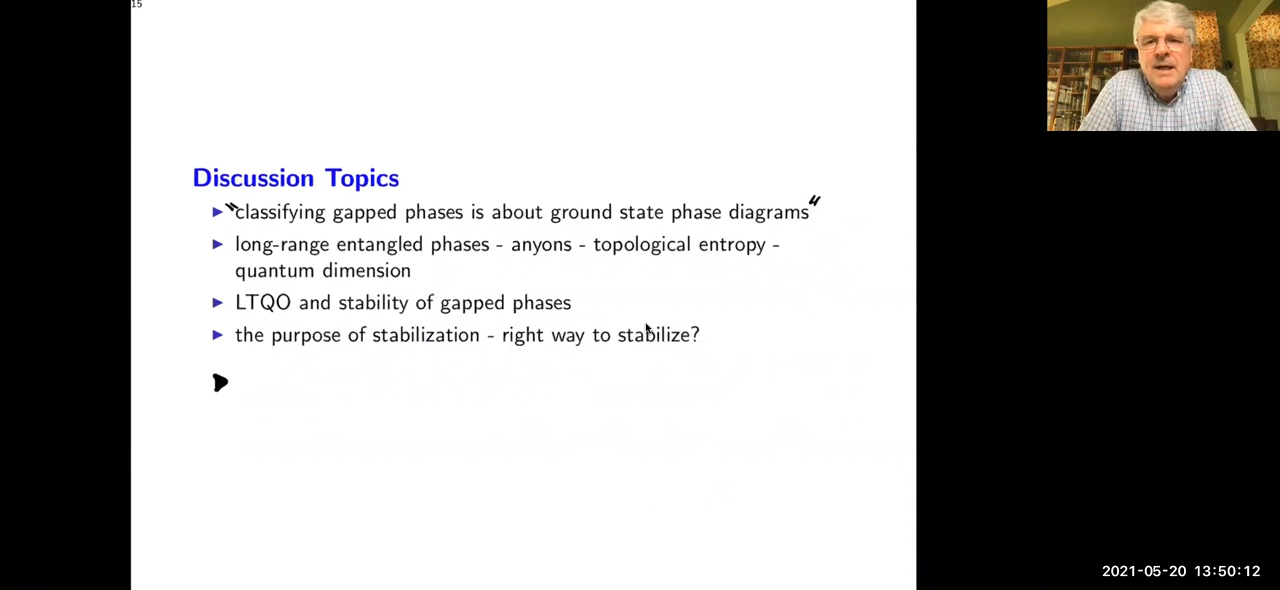 15
Discussion Topics
▶ "classifying gapped phases is about ground state phase diagrams"
▶ long-range entangled phases - anyons - topological entropy -
quantum dimension
▶ LTQO and stability of gapped phases
▶ the purpose of stabilization - right way to stabilize?
2021-05-20 13:50:12